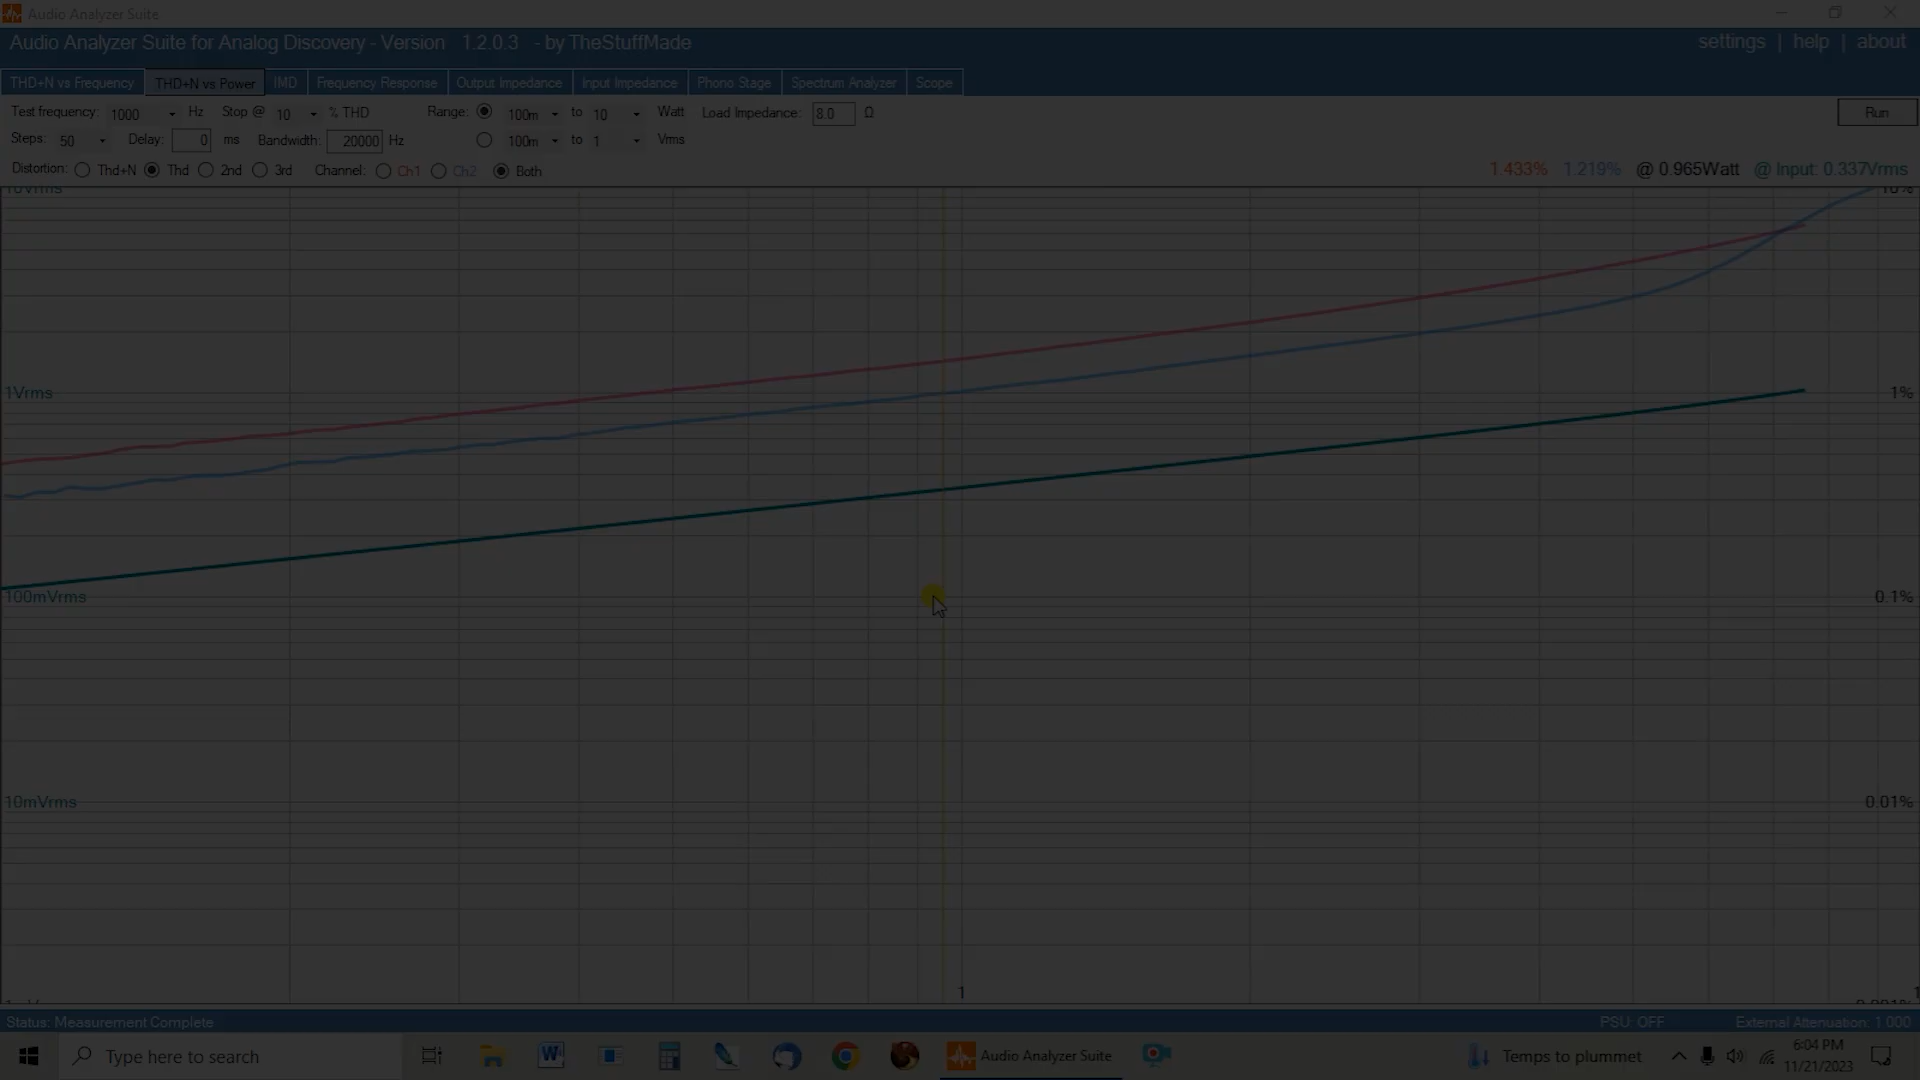 Audio Analyzer Suite
Audio Analyzer Suite for Analog Discovery - Version 1.2.0.3 - by TheStuffMade
settings | help | about
THD+N vs Frequency THD+N vs Power IMD Frequency Response Output Impedance Input Impedance Phono Stage Spectrum Analyzer Scope
Test frequency: 1000 Hz Stop @ 10 % THD Range: 100m to 10 Watt Load Impedance: 8.0 Ω Run
Steps: 50 Delay: 0 ms Bandwidth: 20000 Hz 100m to 1 Vrms
Distortion: Thd+N Thd 2nd 3rd Channel: Ch1 Ch2 Both
1.433% 1.219% @ 0.965Watt @ Input: 0.337Vrms
10Vrms 10%
1Vrms 1%
100mVrms 0.1%
10mVrms 0.01%
1 1
0.001%
Status: Measurement Complete PSU: OFF External Attenuation: 1.000
Type here to search Audio Analyzer Suite Temps to plummet 6:04 PM
11/21/2023